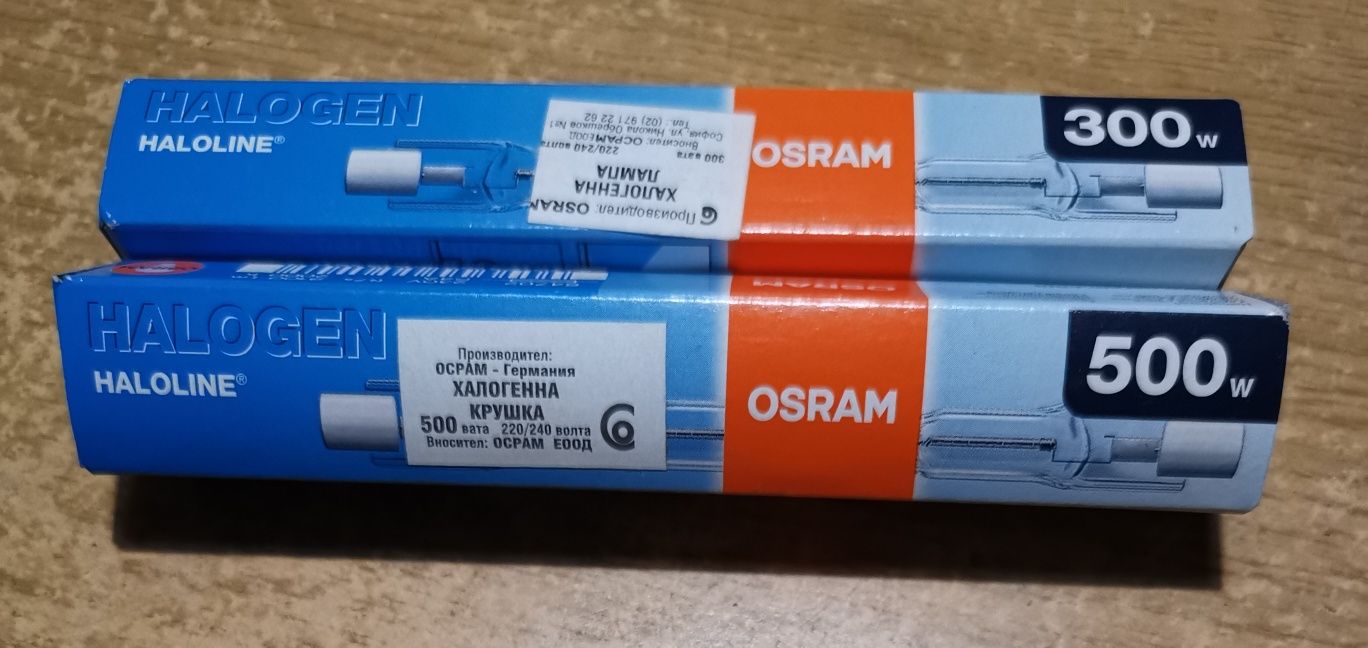 HALOGEN
HALOLINE®
Производител: OSRAM
ХАЛОГЕННА
ЛАМПА
300 вата 220/240 волта
Вносител: ОСРАМ ЕООД
София, ул. Никола Обрешков №1
Тел.: (02) 971 22 62
OSRAM
300 W
OSRAM
HALOGEN
HALOLINE®
Производител:
ОСРАМ - Германия
ХАЛОГЕННА
КРУШКА
500 вата 220/240 волта
Вносител: ОСРАМ ЕООД
OSRAM
500 W